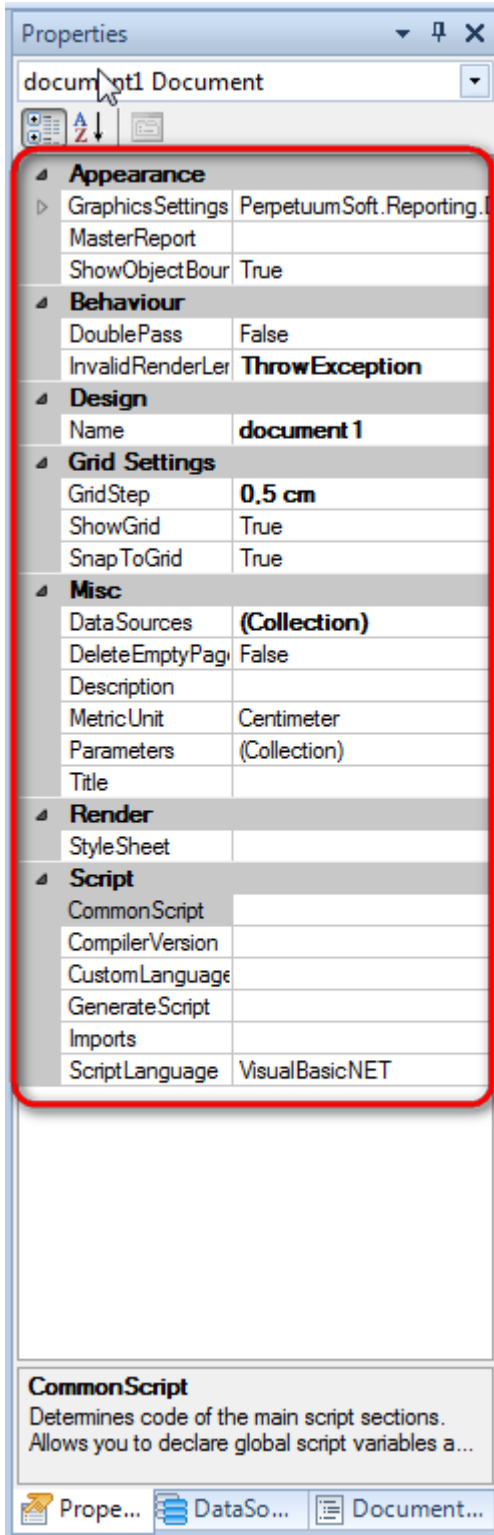 Properties
document1 Document
Appearance
GraphicsSettings PerpetuumSoft.Reporting.
MasterReport
ShowObjectBour True
Behaviour
DoublePass False
InvalidRenderLer ThrowException
Design
Name document1
Grid Settings
GridStep 0,5 cm
ShowGrid True
SnapToGrid True
Misc
DataSources (Collection)
DeleteEmptyPag False
Description
MetricUnit Centimeter
Parameters (Collection)
Title
Render
StyleSheet
Script
CommonScript
CompilerVersion
CustomLanguage
GenerateScript
Imports
ScriptLanguage VisualBasicNET
CommonScript
Determines code of the main script sections.
Allows you to declare global script variables a...
Prope... DataSo... Document...